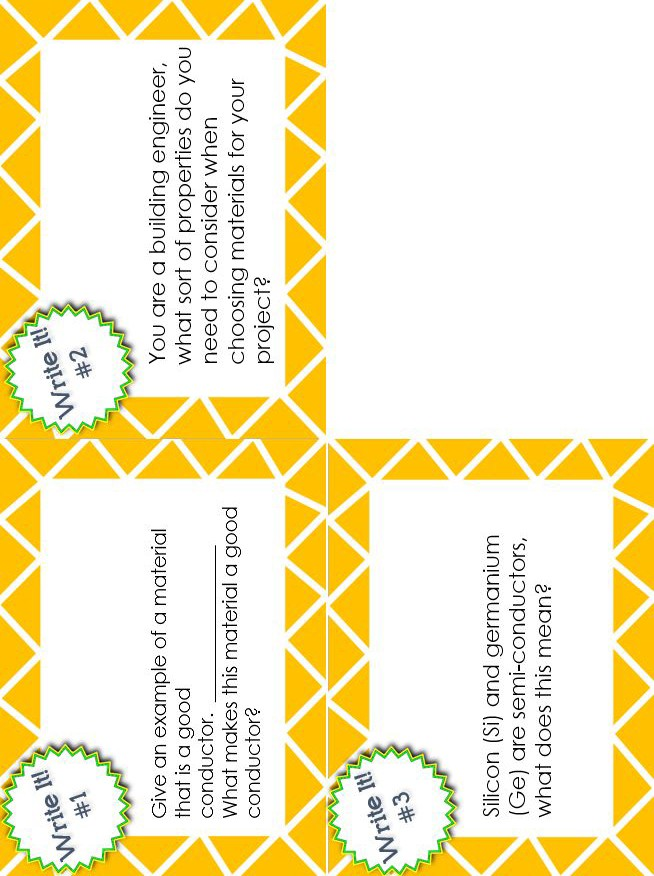 Write It!
#1
Give an example of a material
that is a good
conductor. ____________
What makes this material a good
conductor?
Write It!
#2
You are a building engineer,
what sort of properties do you
need to consider when
choosing materials for your
project?
Write It!
#3
Silicon (Si) and germanium
(Ge) are semi-conductors,
what does this mean?